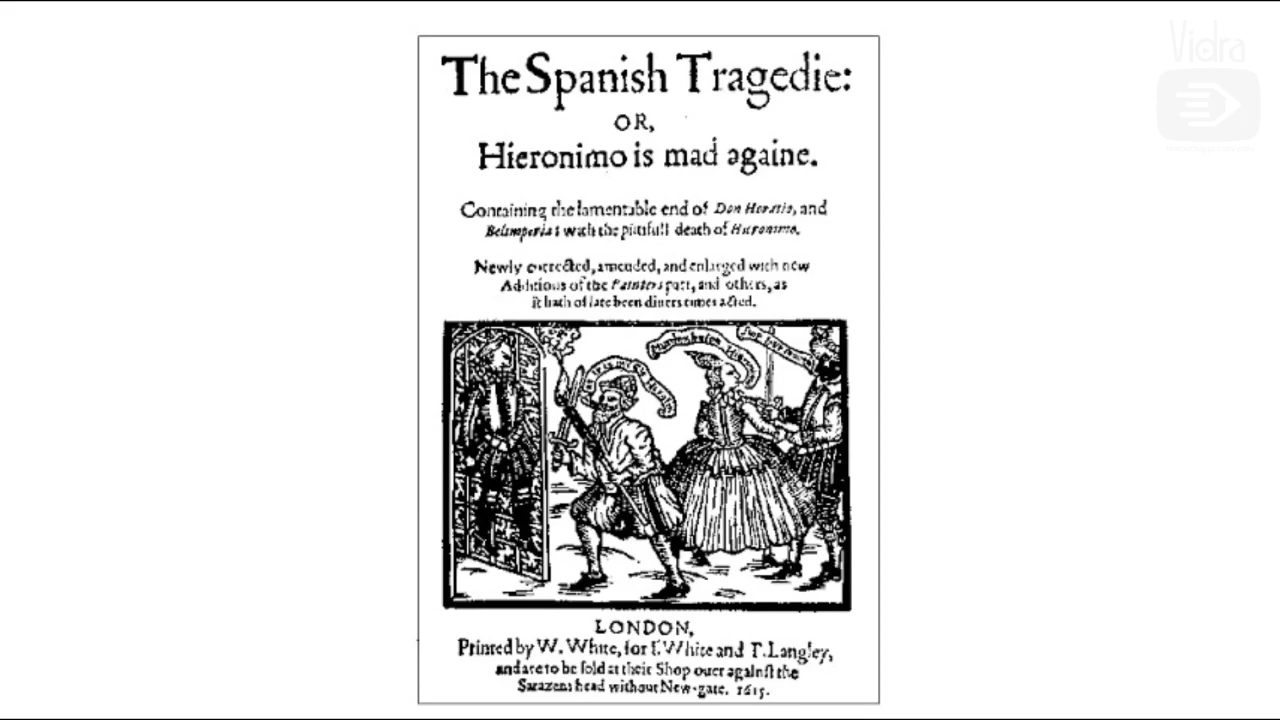 Vidra
The Spanish Tragedie:
OR,
Hieronimo is mad againe.
Containing the lamentable end of Don Horatio, and
Belimperia: with the pittifull death of Hieronimo.
Newly corrected, amended, and enlarged with new
Additions of the Painters part, and others, as
it hath of late been diuers times acted.
LONDON,
Printed by W. White, for I. White and T. Langley,
and are to be sold at their Shop ouer against the
Sarazens head without New-gate. 1615.